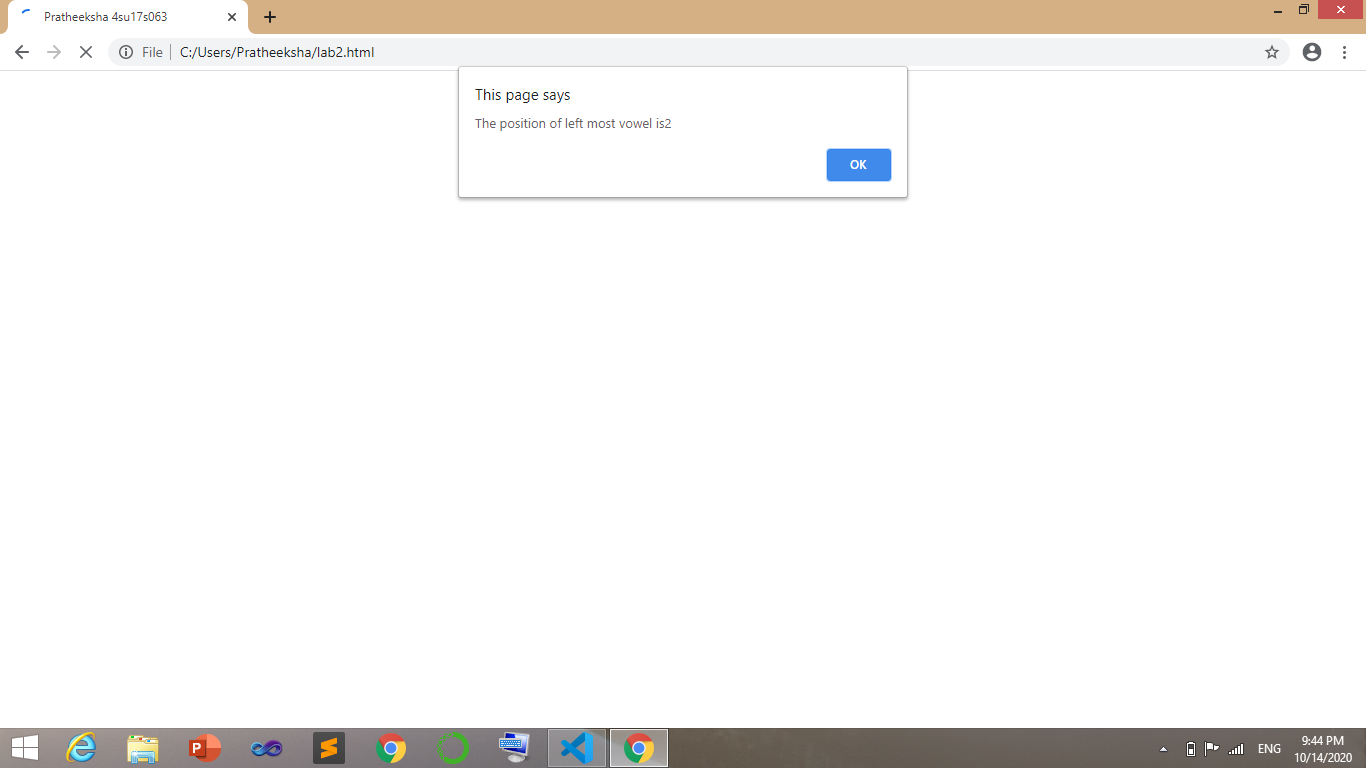 Pratheeksha 4su17s063
File
C:/Users/Pratheeksha/lab2.html
This page says
The position of left most vowel is2
OK
P
ENG
9:44 PM
10/14/2020